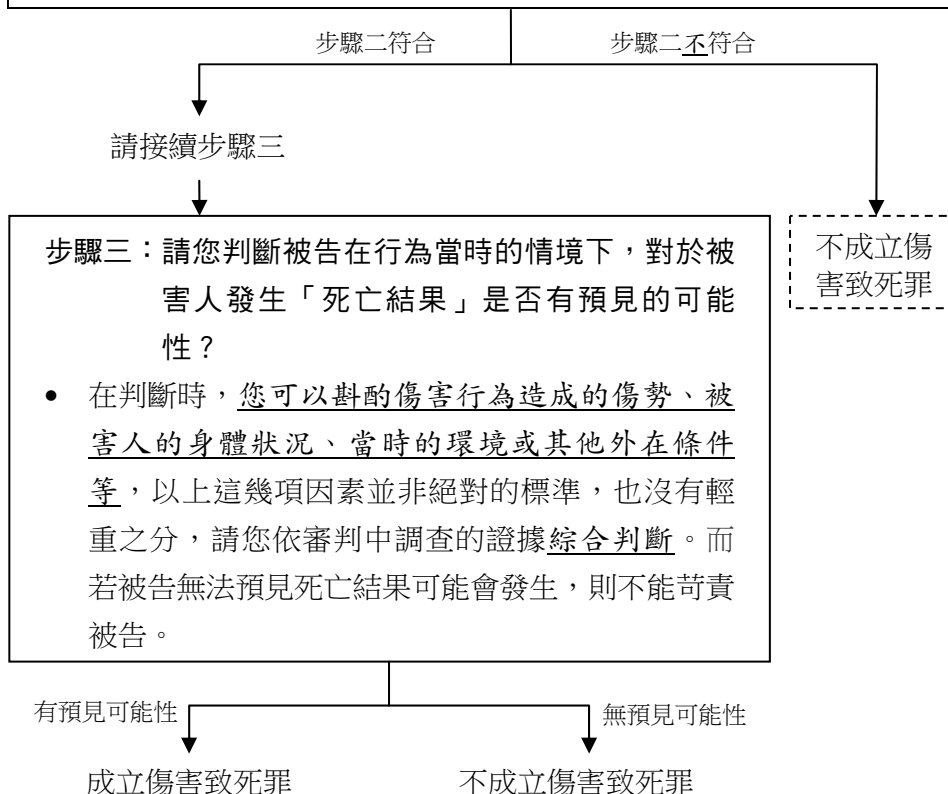 步驟二符合
步驟二不符合
請接續步驟三
不成立傷
害致死罪
步驟三：請您判斷被告在行為當時的情境下，對於被
害人發生「死亡結果」是否有預見的可能
性？
• 在判斷時，您可以斟酌傷害行為造成的傷勢、被
害人的身體狀況、當時的環境或其他外在條件
等，以上這幾項因素並非絕對的標準，也沒有輕
重之分，請您依審判中調查的證據綜合判斷。而
若被告無法預見死亡結果可能會發生，則不能苛責
被告。
有預見可能性
無預見可能性
成立傷害致死罪
不成立傷害致死罪